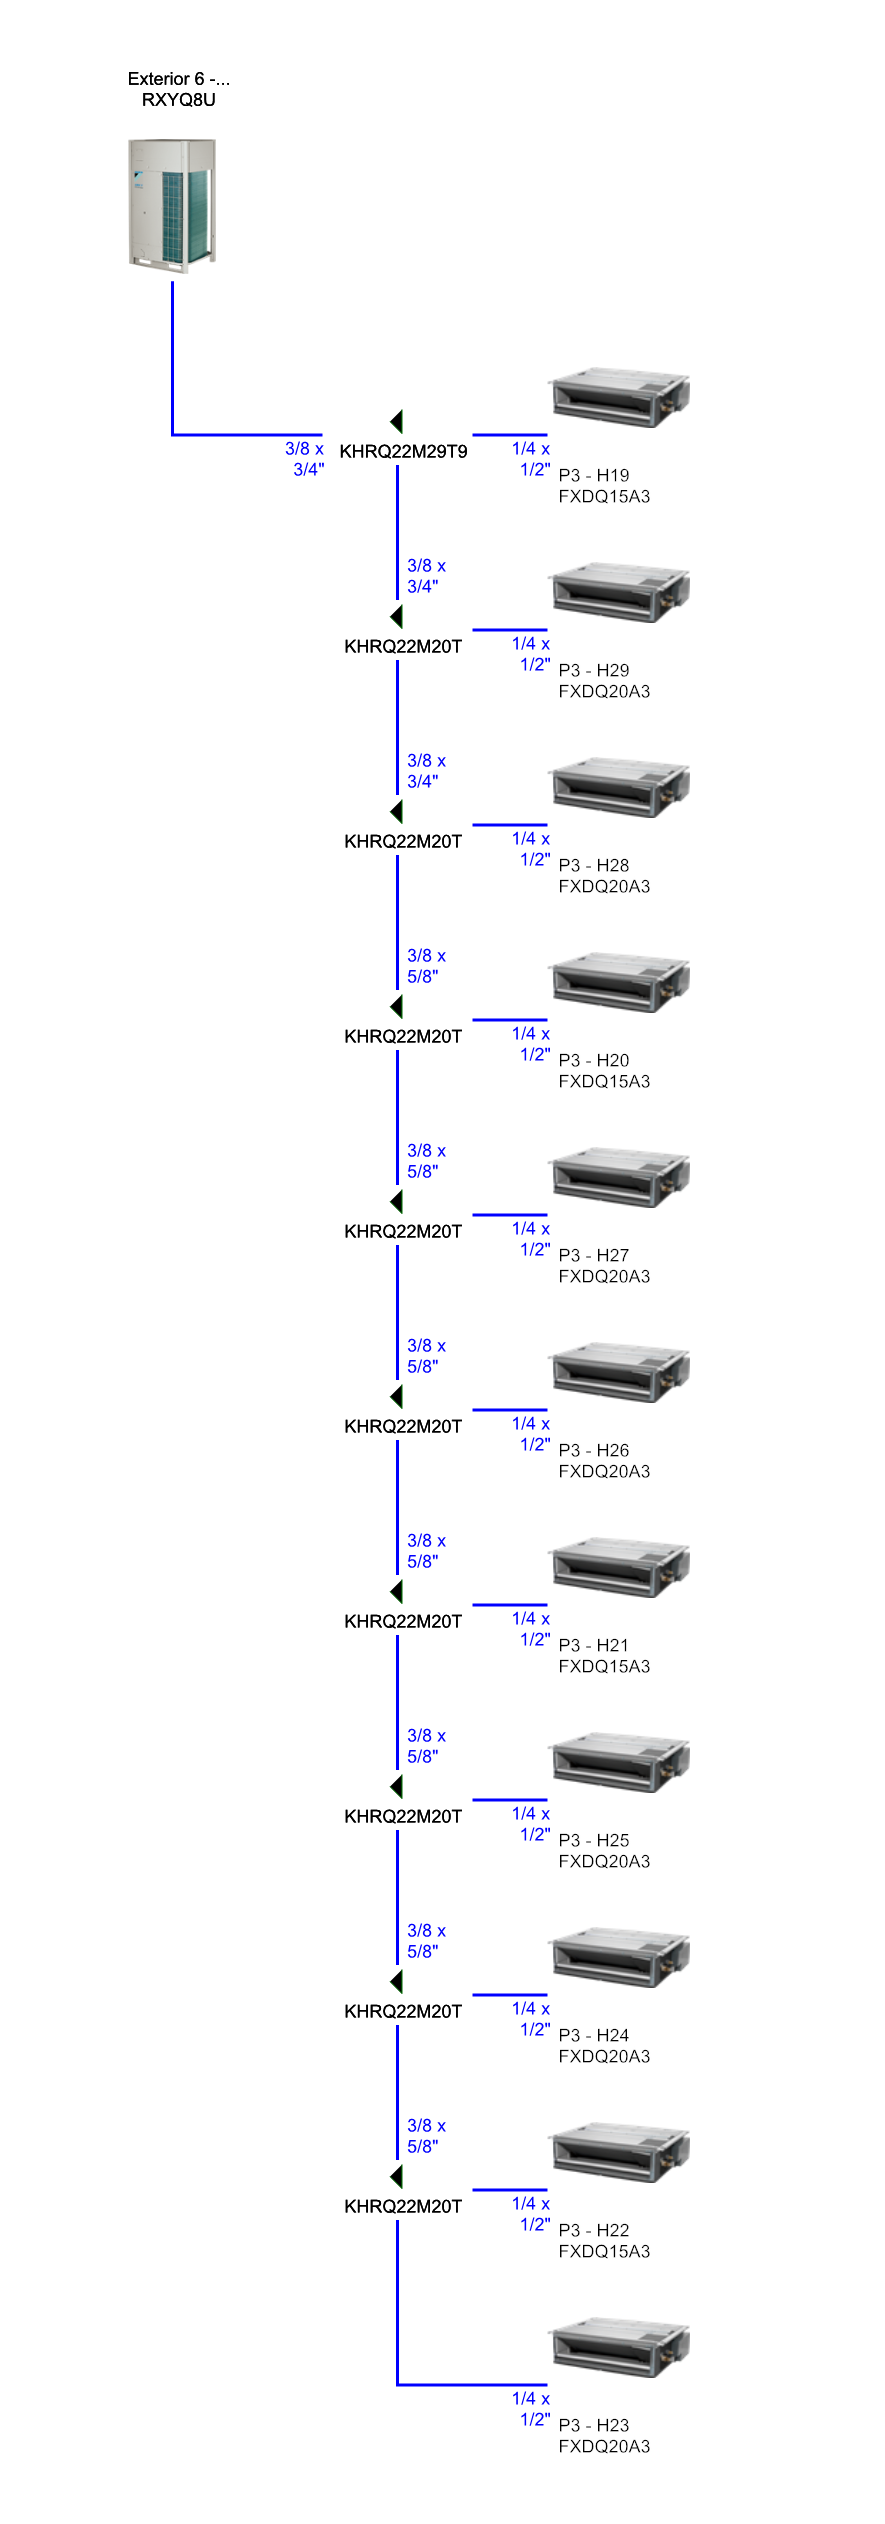 Exterior 6 -...
RXYQ8U
3/8 x
3/4"
KHRQ22M29T9
1/4 x
1/2"
P3 - H19
FXDQ15A3
3/8 x
3/4"
KHRQ22M20T
1/4 x
1/2"
P3 - H29
FXDQ20A3
3/8 x
3/4"
KHRQ22M20T
1/4 x
1/2"
P3 - H28
FXDQ20A3
3/8 x
5/8"
KHRQ22M20T
1/4 x
1/2"
P3 - H20
FXDQ15A3
3/8 x
5/8"
KHRQ22M20T
1/4 x
1/2"
P3 - H27
FXDQ20A3
3/8 x
5/8"
KHRQ22M20T
1/4 x
1/2"
P3 - H26
FXDQ20A3
3/8 x
5/8"
KHRQ22M20T
1/4 x
1/2"
P3 - H21
FXDQ15A3
3/8 x
5/8"
KHRQ22M20T
1/4 x
1/2"
P3 - H25
FXDQ20A3
3/8 x
5/8"
KHRQ22M20T
1/4 x
1/2"
P3 - H24
FXDQ20A3
3/8 x
5/8"
KHRQ22M20T
1/4 x
1/2"
P3 - H22
FXDQ15A3
1/4 x
1/2"
P3 - H23
FXDQ20A3